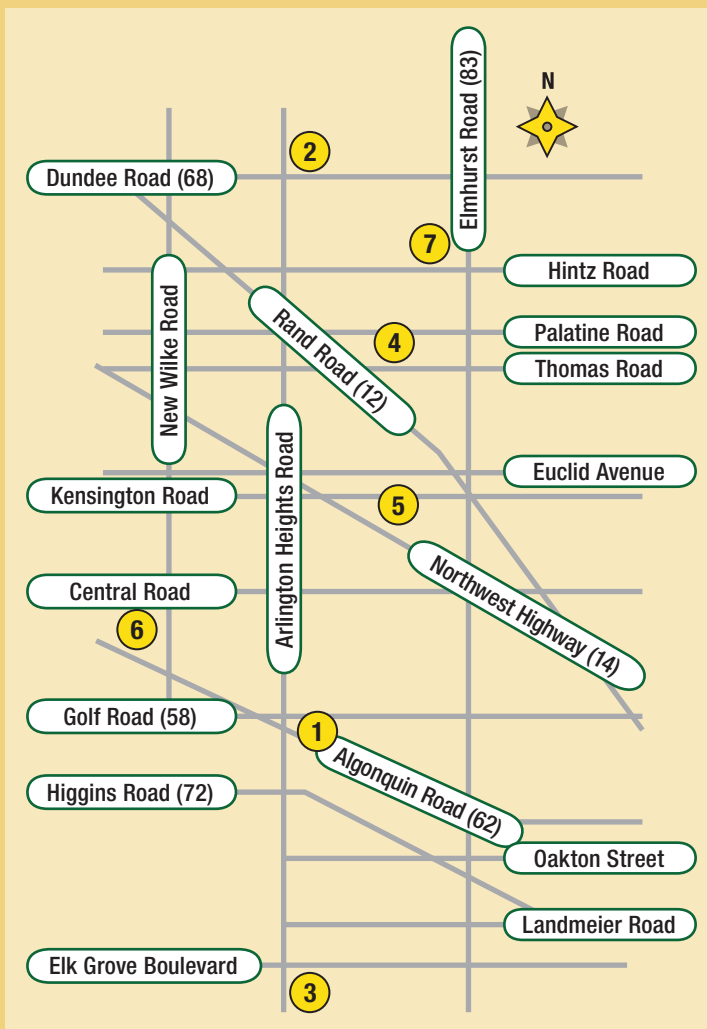 Elmhurst Road (83)
N
2
Dundee Road (68)
7
Hintz Road
New Wilke Road
Rand Road (12)
Palatine Road
4
Thomas Road
Arlington Heights Road
Euclid Avenue
Kensington Road
5
Northwest Highway (14)
Central Road
6
Golf Road (58)
1
Algonquin Road (62)
Higgins Road (72)
Oakton Street
Landmeier Road
Elk Grove Boulevard
3